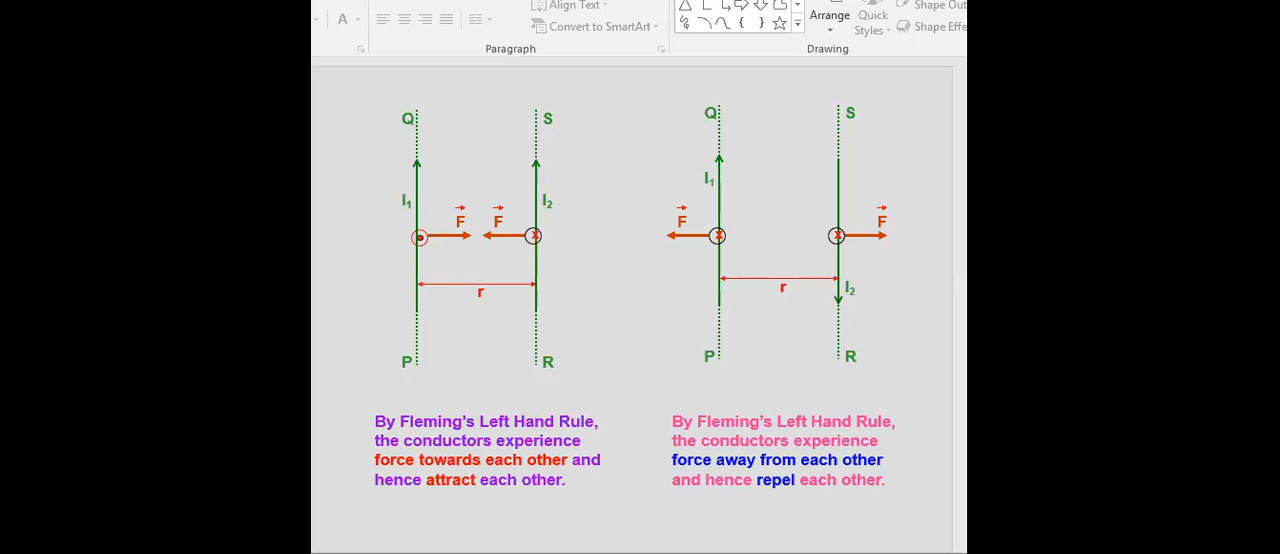 A
Align Text
Convert to SmartArt
Arrange
Quick
Styles
Shape Out
Shape Effe
Paragraph
Drawing
Q
S
I1
I2
F
F
x
r
P
R
By Fleming's Left Hand Rule,
the conductors experience
force towards each other and
hence attract each other.
Q
S
I1
F
F
x
x
r
I2
P
R
By Fleming's Left Hand Rule,
the conductors experience
force away from each other
and hence repel each other.